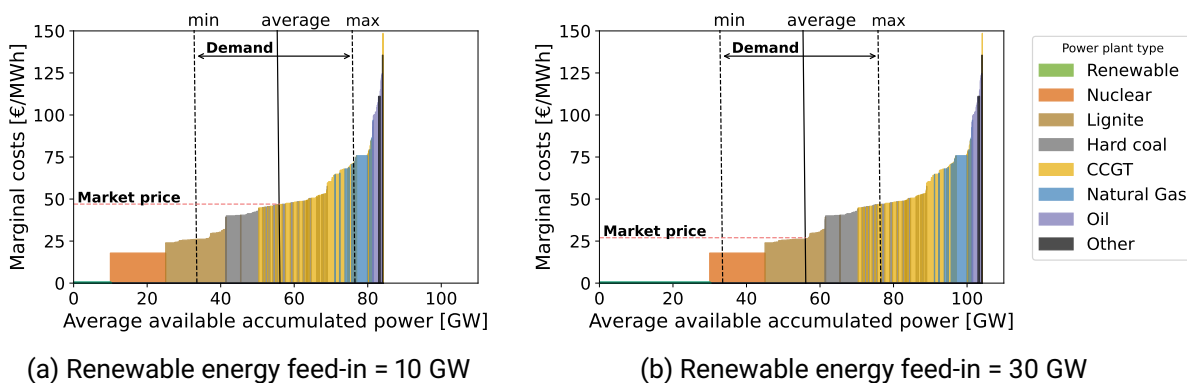 min average max
Demand
150
125
100
75
50
25
0
Marginal costs [€/MWh]
Market price
0 20 40 60 80 100
Average available accumulated power [GW]
(a) Renewable energy feed-in = 10 GW
min average max
Demand
150
125
100
75
50
25
0
Marginal costs [€/MWh]
Market price
0 20 40 60 80 100
Average available accumulated power [GW]
(b) Renewable energy feed-in = 30 GW
Power plant type
Renewable
Nuclear
Lignite
Hard coal
CCGT
Natural Gas
Oil
Other